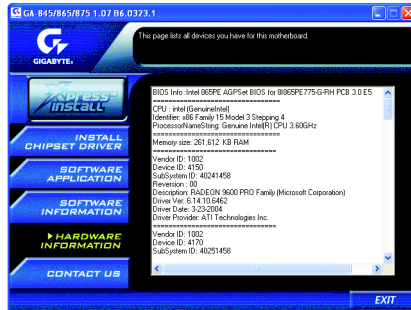 GA-845/865/875 1.07 B6.0323.1
GIGABYTE
This page lists all devices you have for this motherboard.
Xpress-
Install
INSTALL
CHIPSET DRIVER
SOFTWARE
APPLICATION
SOFTWARE
INFORMATION
HARDWARE
INFORMATION
CONTACT US
BIOS Info :Intel 865PE AGPSet BIOS for 8I865PE775-G-RH PCB 3.0 E5
================================
CPU : intel (GenuineIntel)
Identifier: x86 Family 15 Model 3 Stepping 4
ProcessorNameString: Genuine Intel(R) CPU 3.60GHz
================================
Memory size: 261,612 KB RAM
================================
Vendor ID: 1002
Device ID: 4150
SubSystem ID: 40241458
Reversion : 00
Description: RADEON 9600 PRO Family (Microsoft Corporation)
Driver Ver: 6.14.10.6462
Driver Date: 3-23-2004
Driver Provider: ATI Technologies Inc.
================================
Vendor ID: 1002
Device ID: 4170
SubSystem ID: 40251458
EXIT